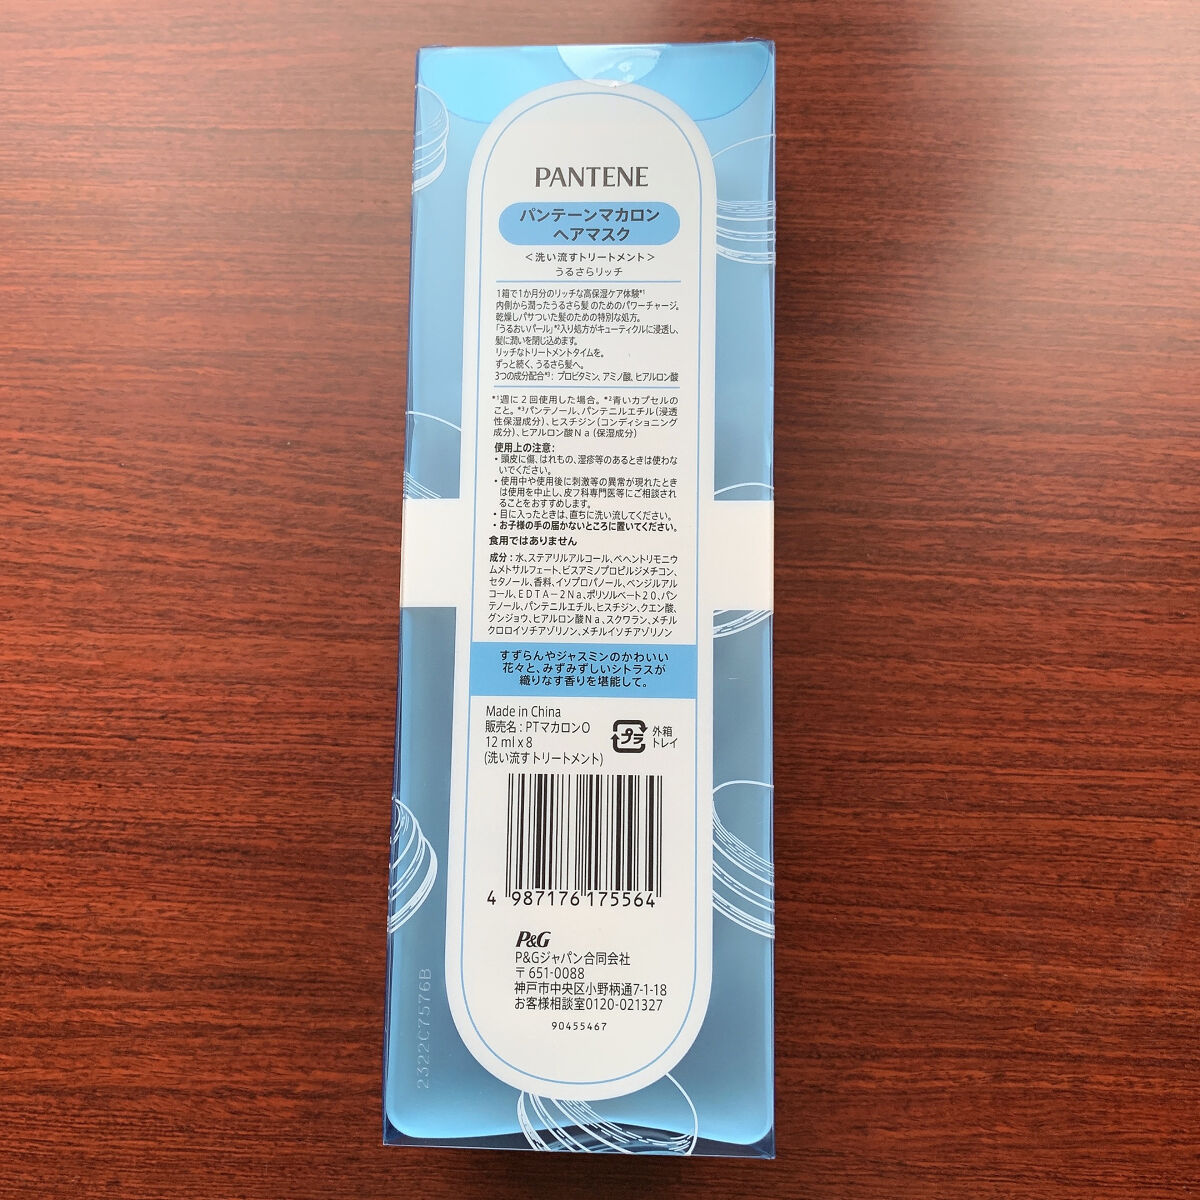 PANTENE
パンテーンマカロン
ヘアマスク
<洗い流すトリートメント>
うるさらリッチ
1箱で1か月分のリッチな高保湿ケア体験*1
内側から潤ったうるさら髪のためのパワーチャージ。
乾燥しパサついた髪のための特別な処方。
「うるおいパール」*2入り処方がキューティクルに浸透し、
髪に潤いを閉じ込めます。
リッチなトリートメントタイムを。
ずっと続く、うるさら髪へ。
3つの成分配合*3: プロビタミン、アミノ酸、ヒアルロン酸
*1週に2回使用した場合。*2青いカプセルの
こと。*3パンテノール、パンテニルエチル(浸透
性保湿成分)、ヒスチジン(コンディショニング
成分)、ヒアルロン酸Na(保湿成分)
使用上の注意:
・頭皮に傷、はれもの、湿疹等のあるときは使わな
いでください。
・使用中や使用後に刺激等の異常が現れたとき
は使用を中止し、皮フ科専門医等にご相談され
ることをおすすめします。
・目に入ったときは、直ちに洗い流してください。
・お子様の手の届かないところに置いてください。
食用ではありません
成分:水、ステアリルアルコール、ベヘントリモニウ
ムメトサルフェート、ビスアミノプロピルジメチコン、
セタノール、香料、イソプロパノール、ベンジルアル
コール、EDTA-2Na、ポリソルベート20、パン
テノール、パンテニルエチル、ヒスチジン、クエン酸、
グンジョウ、ヒアルロン酸Na、スクワラン、メチル
クロロイソチアゾリノン、メチルイソチアゾリノン
すずらんやジャスミンのかわいい
花々と、みずみずしいシトラスが
織りなす香りを堪能して。
Made in China
販売名:PTマカロンO
12 ml x 8
(洗い流すトリートメント)
プラ
外箱
トレイ
4 987176 175564
P&G
P&Gジャパン合同会社
〒651-0088
神戸市中央区小野柄通7-1-18
お客様相談室0120-021327
90455467
2322C7576B